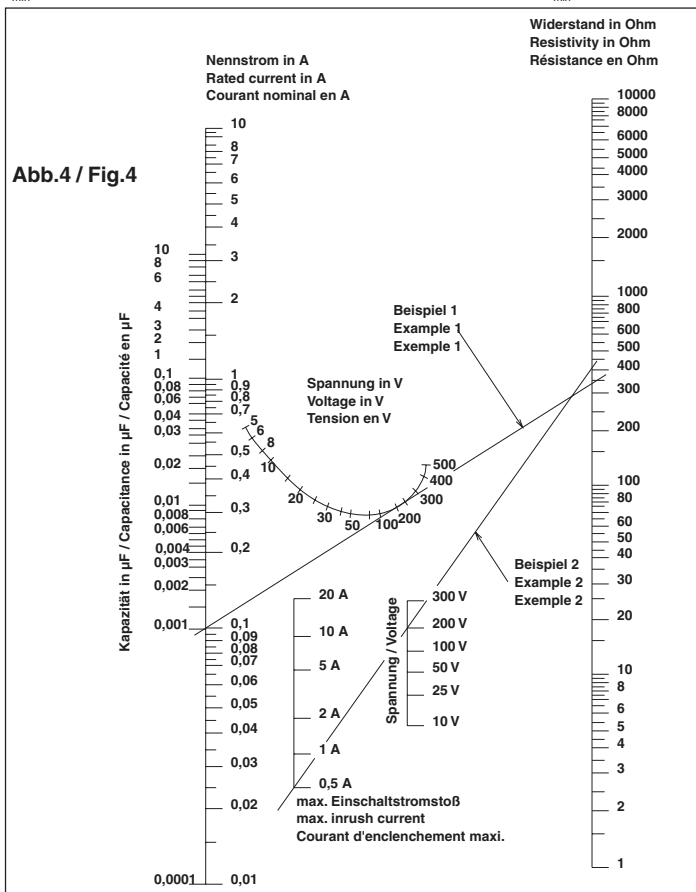 Widerstand in Ohm
Resistivity in Ohm
Résistance en Ohm
Nennstrom in A
Rated current in A
Courant nominal en A
Abb.4 / Fig.4
Kapazität in µF / Capacitance in µF / Capacité en µF
10
8
6
4
3
2
1
0,1
0,08
0,06
0,04
0,03
0,02
0,01
0,008
0,006
0,004
0,003
0,002
0,001
0,0001
10
8
7
6
5
4
3
2
1
0,9
0,8
0,7
0,5
0,4
0,3
0,2
0,1
0,09
0,08
0,07
0,06
0,05
0,04
0,03
0,02
0,01
Spannung in V
Voltage in V
Tension en V
5
6
8
10
20
30
50
100
200
300
400
500
Beispiel 1
Example 1
Exemple 1
20 A
10 A
5 A
2 A
1 A
0,5 A
max. Einschaltstromstoß
max. inrush current
Courant d'enclenchement maxi.
Spannung / Voltage
300 V
200 V
100 V
50 V
25 V
10 V
Beispiel 2
Example 2
Exemple 2
10000
8000
6000
5000
4000
3000
2000
1000
800
600
500
400
300
200
100
80
60
50
40
30
20
10
8
6
5
4
3
2
1